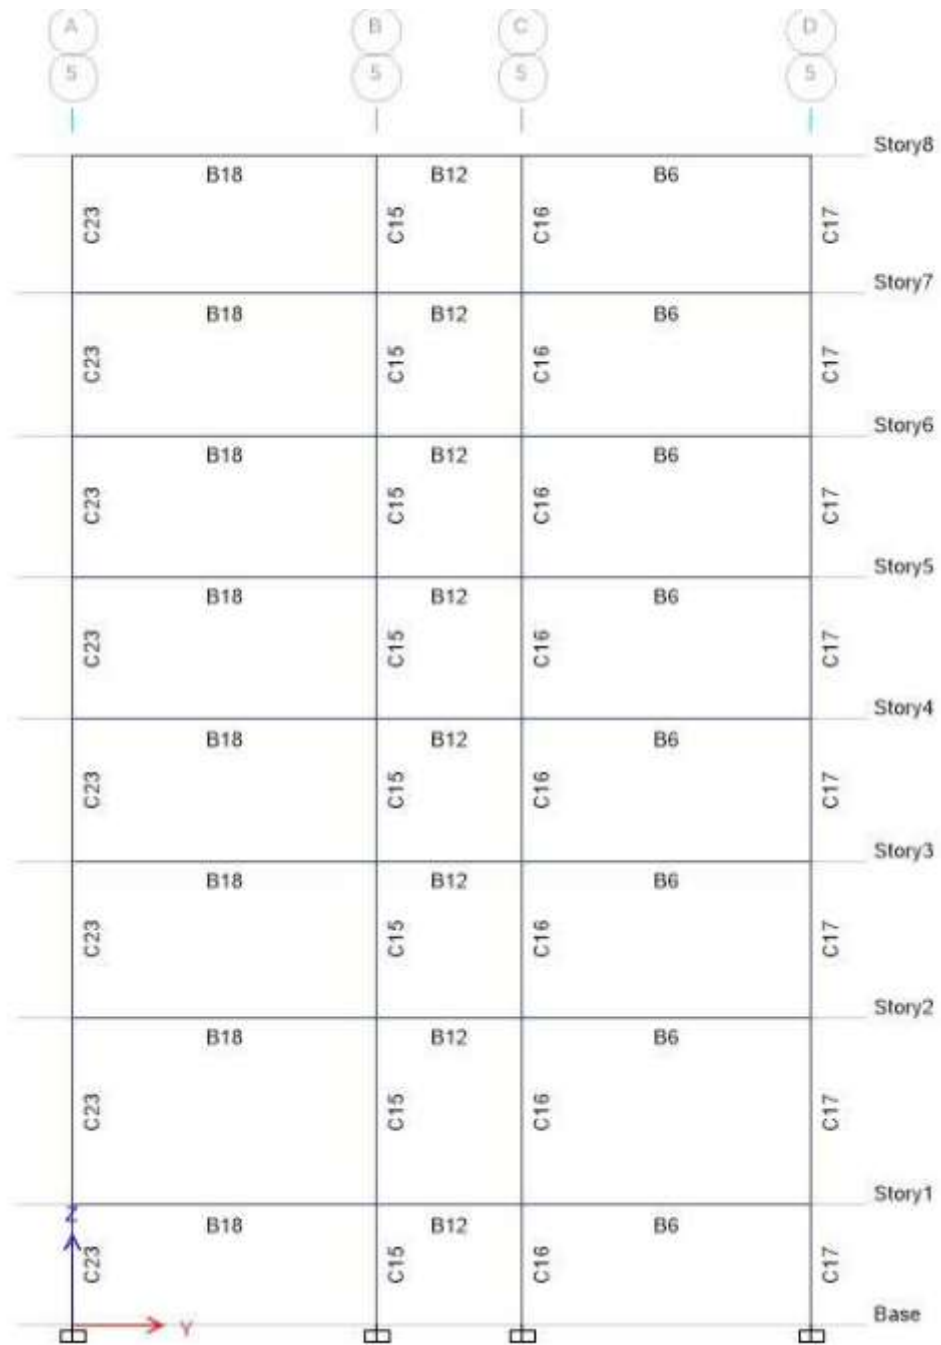 A B C D
5 5 5 5
Story8
B18 B12 B6
C23 C15 C16 C17
Story7
B18 B12 B6
C23 C15 C16 C17
Story6
B18 B12 B6
C23 C15 C16 C17
Story5
B18 B12 B6
C23 C15 C16 C17
Story4
B18 B12 B6
C23 C15 C16 C17
Story3
B18 B12 B6
C23 C15 C16 C17
Story2
B18 B12 B6
C23 C15 C16 C17
Story1
Z
B18 B12 B6
C23 C15 C16 C17
Base
Y